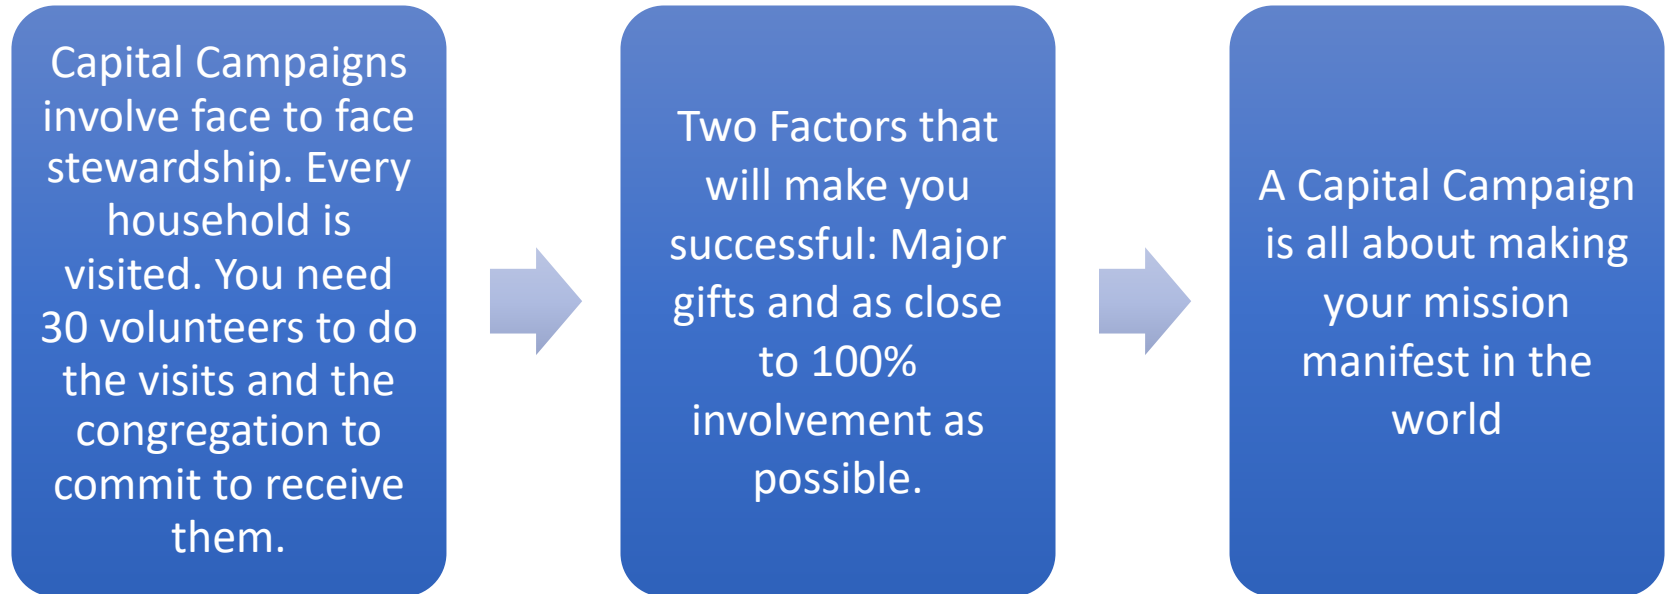 Capital Campaigns
involve face to face
stewardship. Every
household is
visited. You need
30 volunteers to do
the visits and the
congregation to
commit to receive
them.
Two Factors that
will make you
successful: Major
gifts and as close
to 100%
involvement as
possible.
A Capital Campaign
is all about making
your mission
manifest in the
world